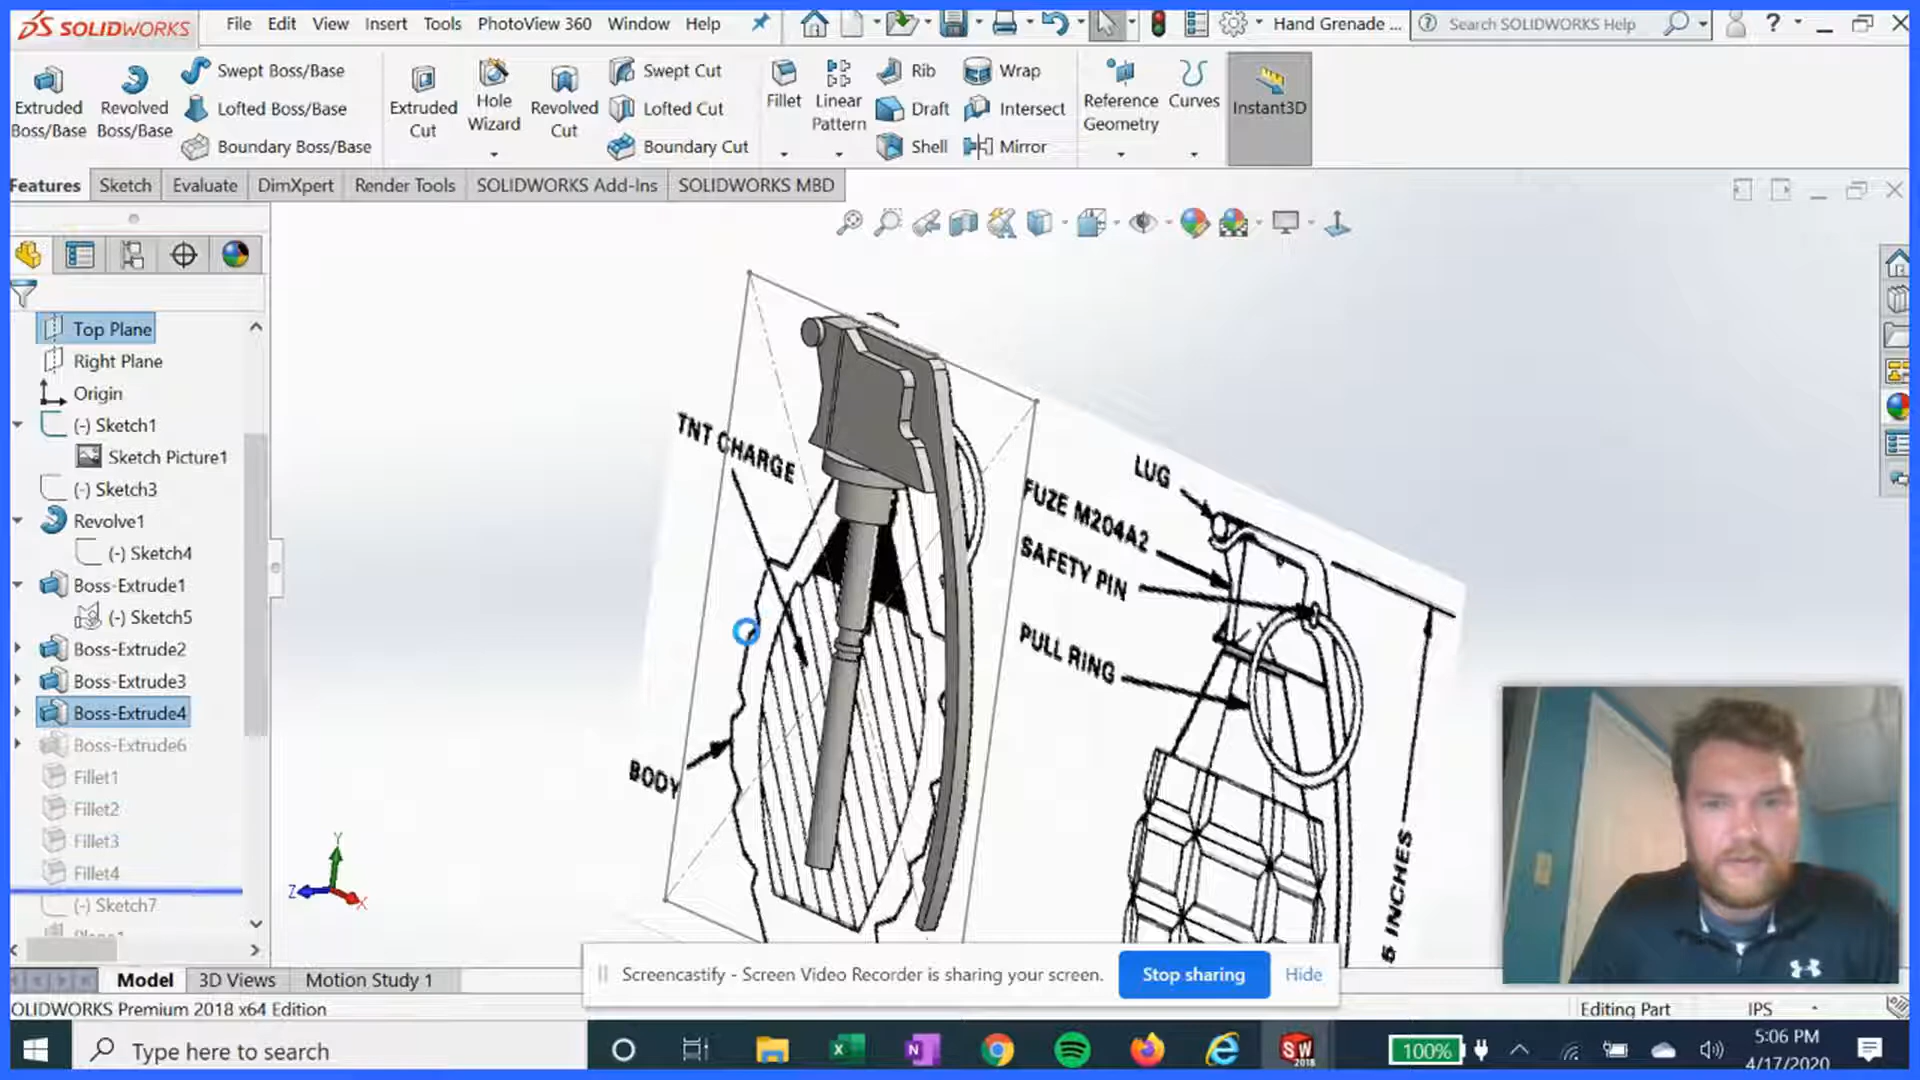 SOLIDWORKS File Edit View Insert Tools PhotoView 360 Window Help Hand Grenade ... Search SOLIDWORKS Help ?
Extruded Boss/Base
Revolved Boss/Base
Swept Boss/Base
Lofted Boss/Base
Boundary Boss/Base
Extruded Cut
Hole Wizard
Revolved Cut
Swept Cut
Lofted Cut
Boundary Cut
Fillet
Linear Pattern
Rib
Draft
Shell
Wrap
Intersect
Mirror
Reference Geometry
Curves
Instant3D
Features Sketch Evaluate DimXpert Render Tools SOLIDWORKS Add-Ins SOLIDWORKS MBD
Top Plane
Right Plane
Origin
(-) Sketch1
Sketch Picture1
(-) Sketch3
Revolve1
(-) Sketch4
Boss-Extrude1
(-) Sketch5
Boss-Extrude2
Boss-Extrude3
Boss-Extrude4
Boss-Extrude6
Fillet1
Fillet2
Fillet3
Fillet4
(-) Sketch7
TNT CHARGE
BODY
LUG
FUZE M204A2
SAFETY PIN
PULL RING
5 INCHES
Y
Z
X
Screencastify - Screen Video Recorder is sharing your screen. Stop sharing Hide
Model 3D Views Motion Study 1
OLIDWORKS Premium 2018 x64 Edition
Editing Part IPS
Type here to search
SW
2018
100%
5:06 PM
4/17/2020